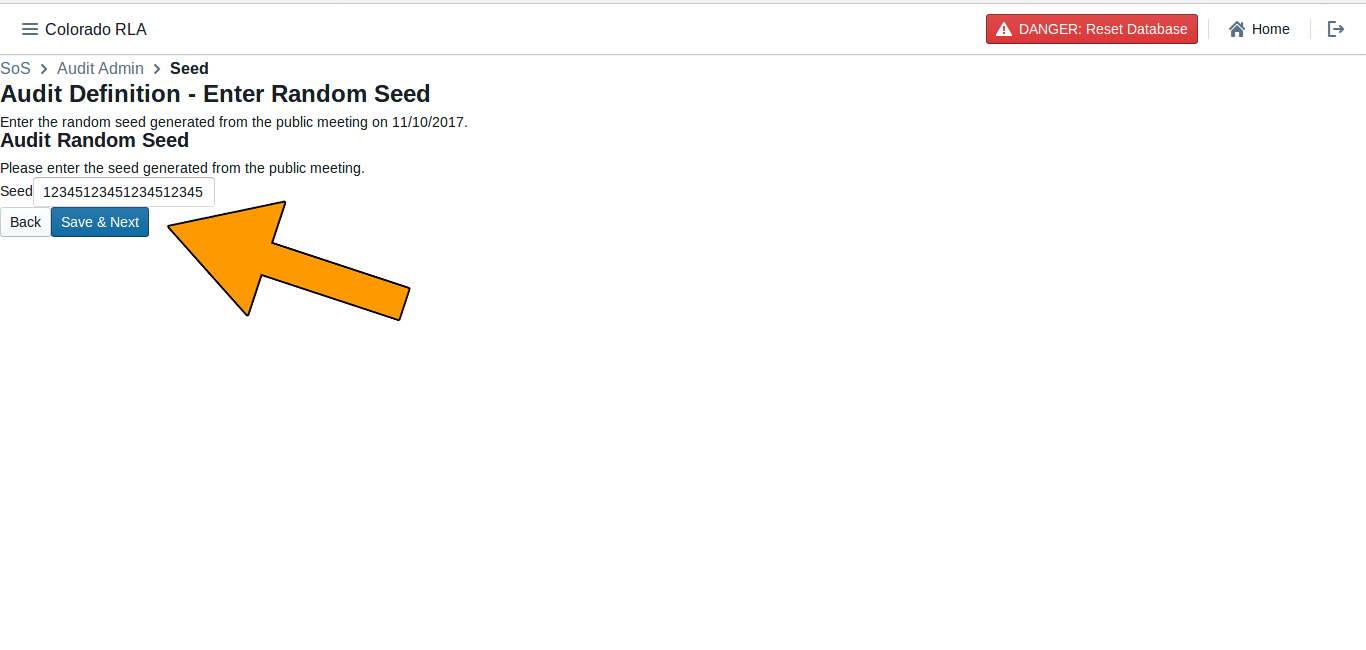 Colorado RLA DANGER: Reset Database Home
SoS Audit Admin Seed
Audit Definition - Enter Random Seed
Enter the random seed generated from the public meeting on 11/10/2017.
Audit Random Seed
Please enter the seed generated from the public meeting.
Seed 12345123451234512345
Back Save & Next